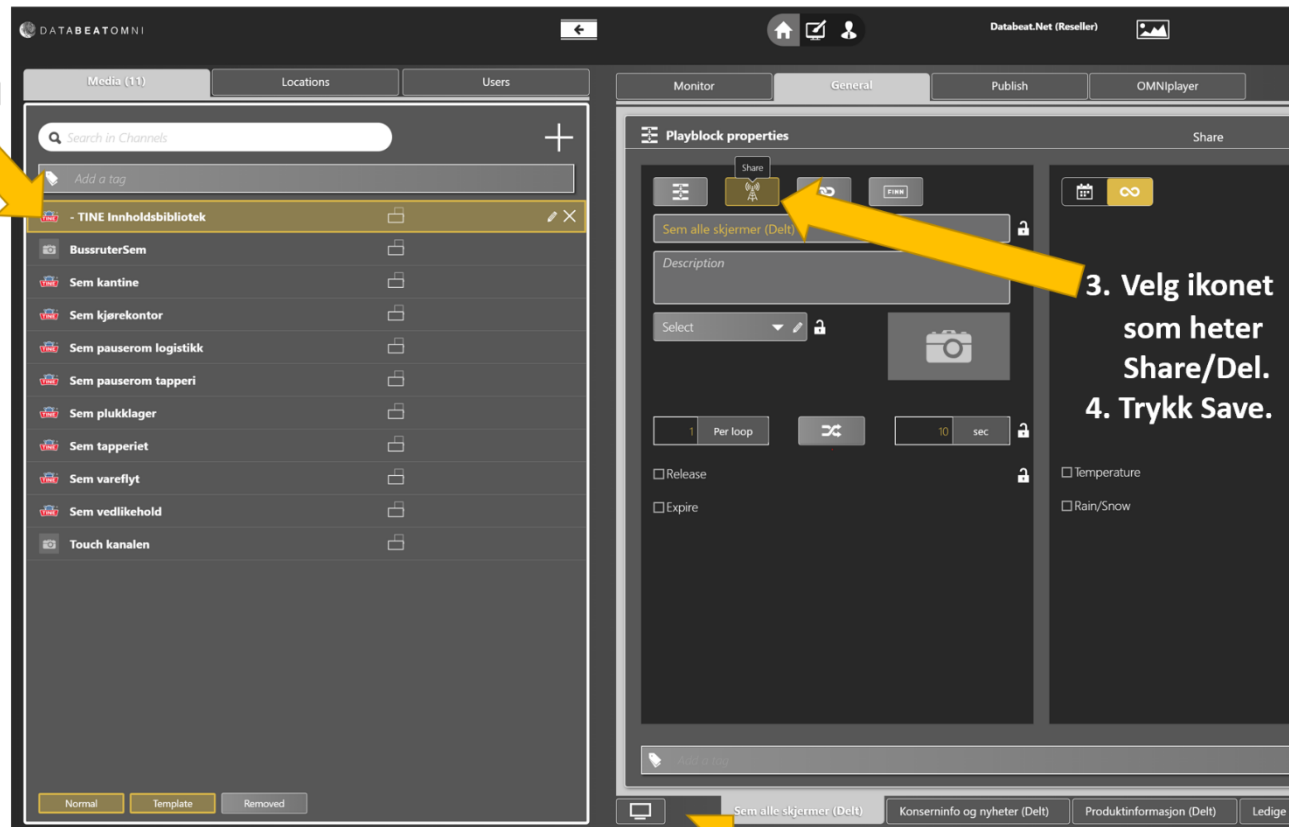 DATABEATOMNI
Databeat.Net (Reseller)
Media (11)
Locations
Users
Monitor
General
Publish
OMNIplayer
Search in Channels
Add a tag
- TINE Innholdsbibliotek
BussruterSem
Sem kantine
Sem kjørekontor
Sem pauserom logistikk
Sem pauserom tapperi
Sem plukklager
Sem tapperiet
Sem vareflyt
Sem vedlikehold
Touch kanalen
Normal
Template
Removed
Playblock properties
Share
Share
FINN
Sem alle skjermer (Delt)
Description
Select
1 Per loop
10 sec
Release
Expire
Temperature
Rain/Snow
3. Velg ikonet
som heter
Share/Del.
4. Trykk Save.
Add a tag
Sem alle skjermer (Delt)
Konserninfo og nyheter (Delt)
Produktinformasjon (Delt)
Ledige